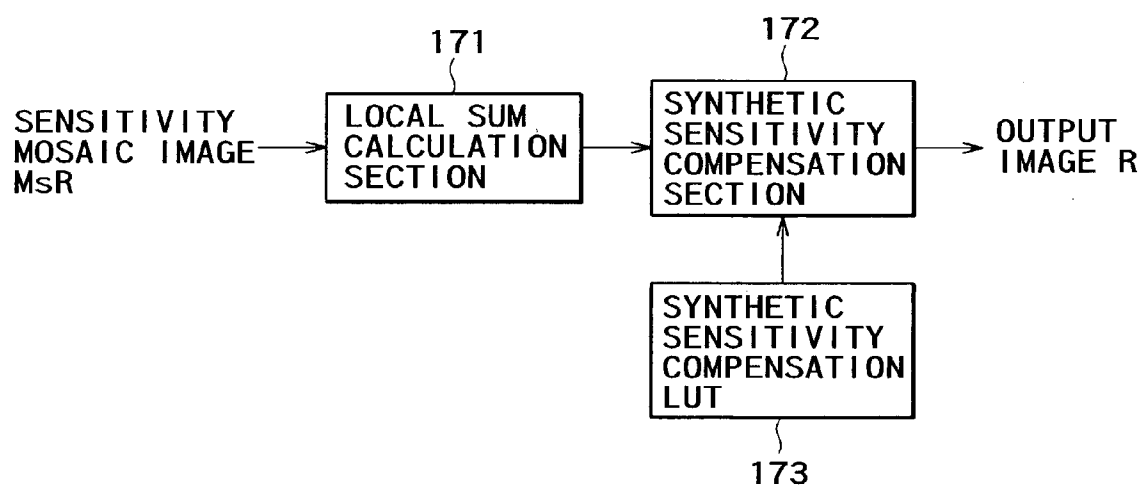 171
172
SENSITIVITY
MOSAIC IMAGE
MsR
LOCAL SUM
CALCULATION
SECTION
SYNTHETIC
SENSITIVITY
COMPENSATION
SECTION
OUTPUT
IMAGE R
SYNTHETIC
SENSITIVITY
COMPENSATION
LUT
173